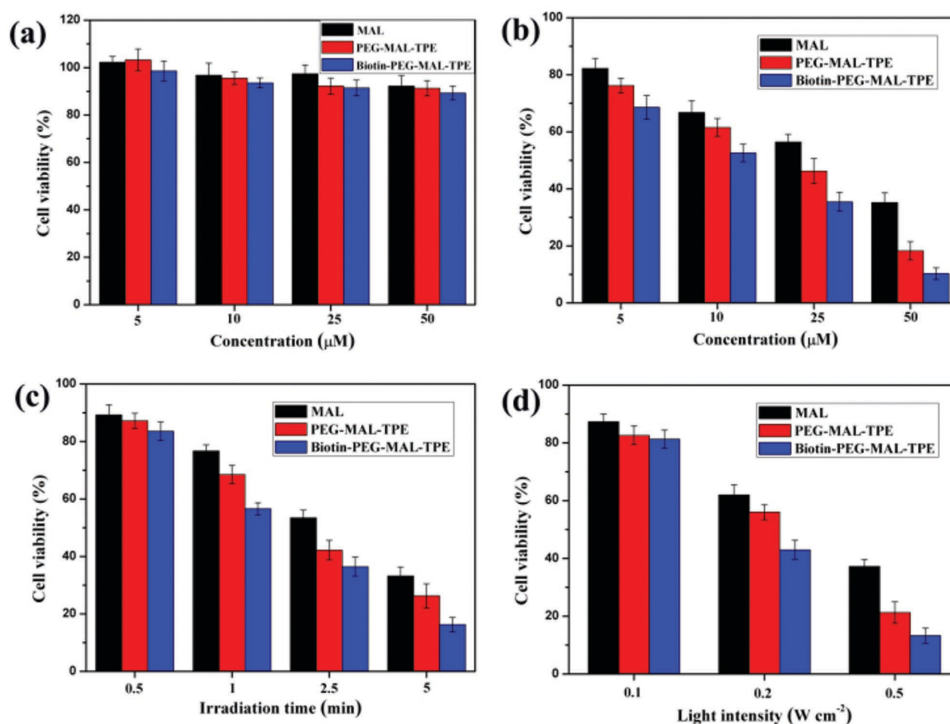 (a)
120
100
80
60
40
20
0
Cell viability (%)
MAL
PEG-MAL-TPE
Biotin-PEG-MAL-TPE
5 10 25 50
Concentration (μM)
(b)
100
80
60
40
20
0
Cell viability (%)
MAL
PEG-MAL-TPE
Biotin-PEG-MAL-TPE
5 10 25 50
Concentration (μM)
(c)
100
80
60
40
20
0
Cell viability (%)
MAL
PEG-MAL-TPE
Biotin-PEG-MAL-TPE
0.5 1 2.5 5
Irradiation time (min)
(d)
100
80
60
40
20
0
Cell viability (%)
MAL
PEG-MAL-TPE
Biotin-PEG-MAL-TPE
0.1 0.2 0.5
Light intensity (W cm⁻²)